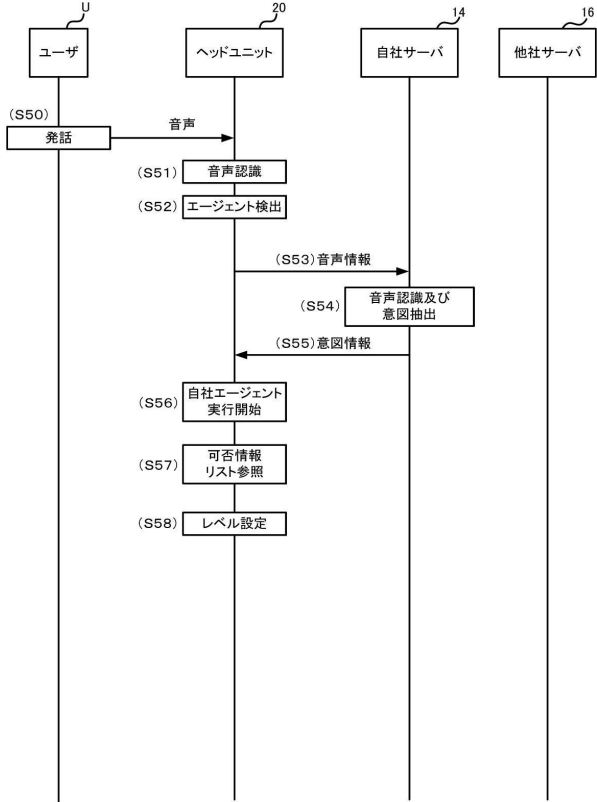 U
20
14
16
ユーザ
ヘッドユニット
自社サーバ
他社サーバ
(S50)
発話
音声
(S51)
音声認識
(S52)
エージェント検出
(S53)音声情報
(S54)
音声認識及び
意図抽出
(S55)意図情報
(S56)
自社エージェント
実行開始
(S57)
可否情報
リスト参照
(S58)
レベル設定